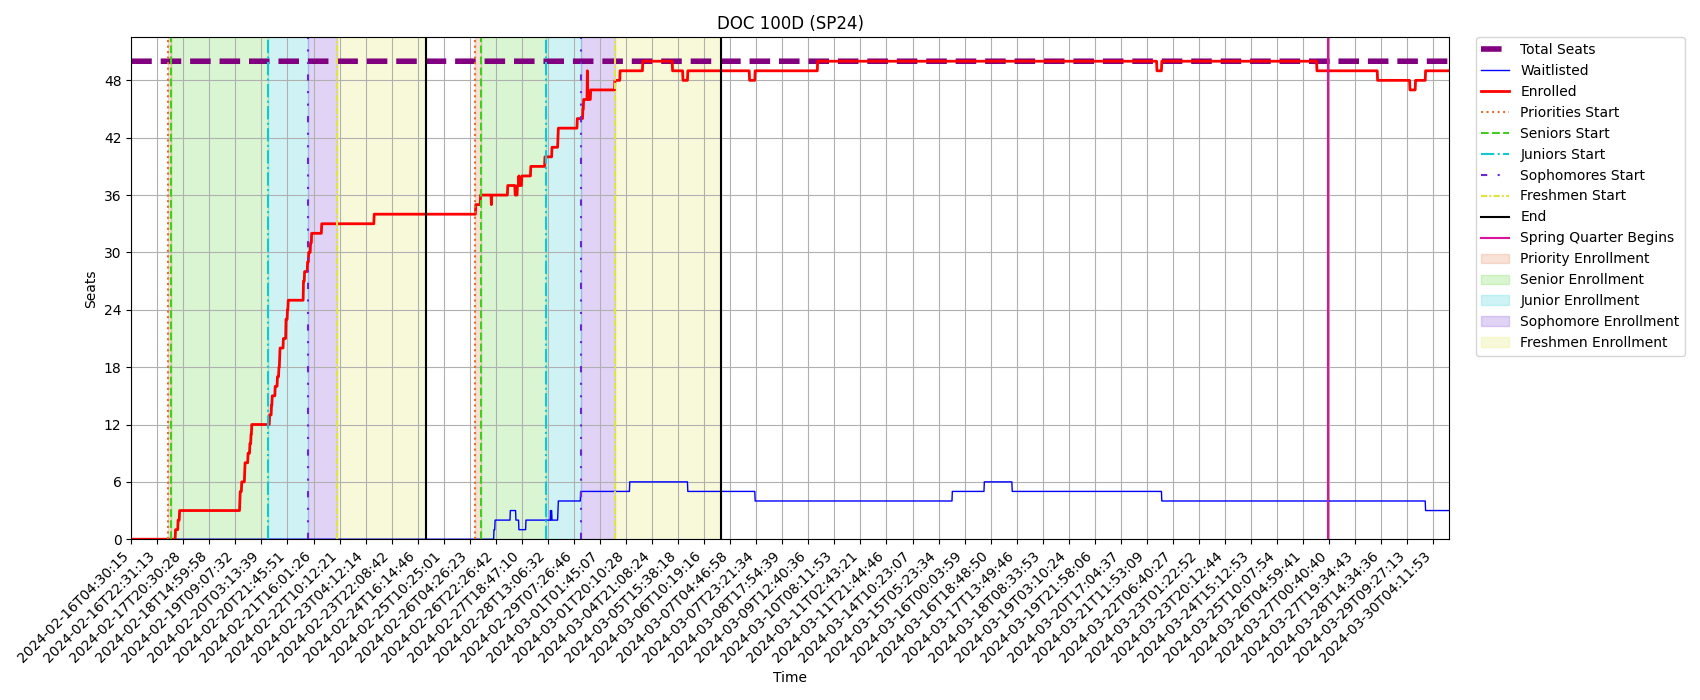 DOC 100D (SP24)
Seats
48
42
36
30
24
18
12
6
0
2024-02-16T04:30:15
2024-02-16T22:31:13
2024-02-17T20:30:28
2024-02-18T14:59:58
2024-02-19T09:07:32
2024-02-20T03:13:39
2024-02-20T21:45:51
2024-02-21T16:01:26
2024-02-22T10:12:21
2024-02-23T04:12:14
2024-02-23T22:08:42
2024-02-24T16:14:46
2024-02-25T10:25:01
2024-02-26T04:26:23
2024-02-26T22:26:42
2024-02-27T18:47:10
2024-02-28T13:06:32
2024-02-29T07:26:46
2024-03-01T01:45:07
2024-03-01T20:10:28
2024-03-04T21:08:24
2024-03-05T15:38:18
2024-03-06T10:19:16
2024-03-07T04:46:58
2024-03-07T23:21:34
2024-03-08T17:54:39
2024-03-09T12:40:36
2024-03-10T08:11:53
2024-03-11T02:43:21
2024-03-11T21:44:46
2024-03-14T10:23:07
2024-03-15T05:23:34
2024-03-16T00:03:59
2024-03-16T18:48:50
2024-03-17T13:49:46
2024-03-18T08:33:53
2024-03-19T03:10:24
2024-03-19T21:58:06
2024-03-20T17:04:37
2024-03-21T11:53:09
2024-03-22T06:40:27
2024-03-23T01:22:52
2024-03-23T20:12:44
2024-03-24T15:12:53
2024-03-25T10:07:54
2024-03-26T04:59:41
2024-03-27T00:40:40
2024-03-27T19:34:43
2024-03-28T14:34:36
2024-03-29T09:27:13
2024-03-30T04:11:53
Time
Total Seats
Waitlisted
Enrolled
Priorities Start
Seniors Start
Juniors Start
Sophomores Start
Freshmen Start
End
Spring Quarter Begins
Priority Enrollment
Senior Enrollment
Junior Enrollment
Sophomore Enrollment
Freshmen Enrollment